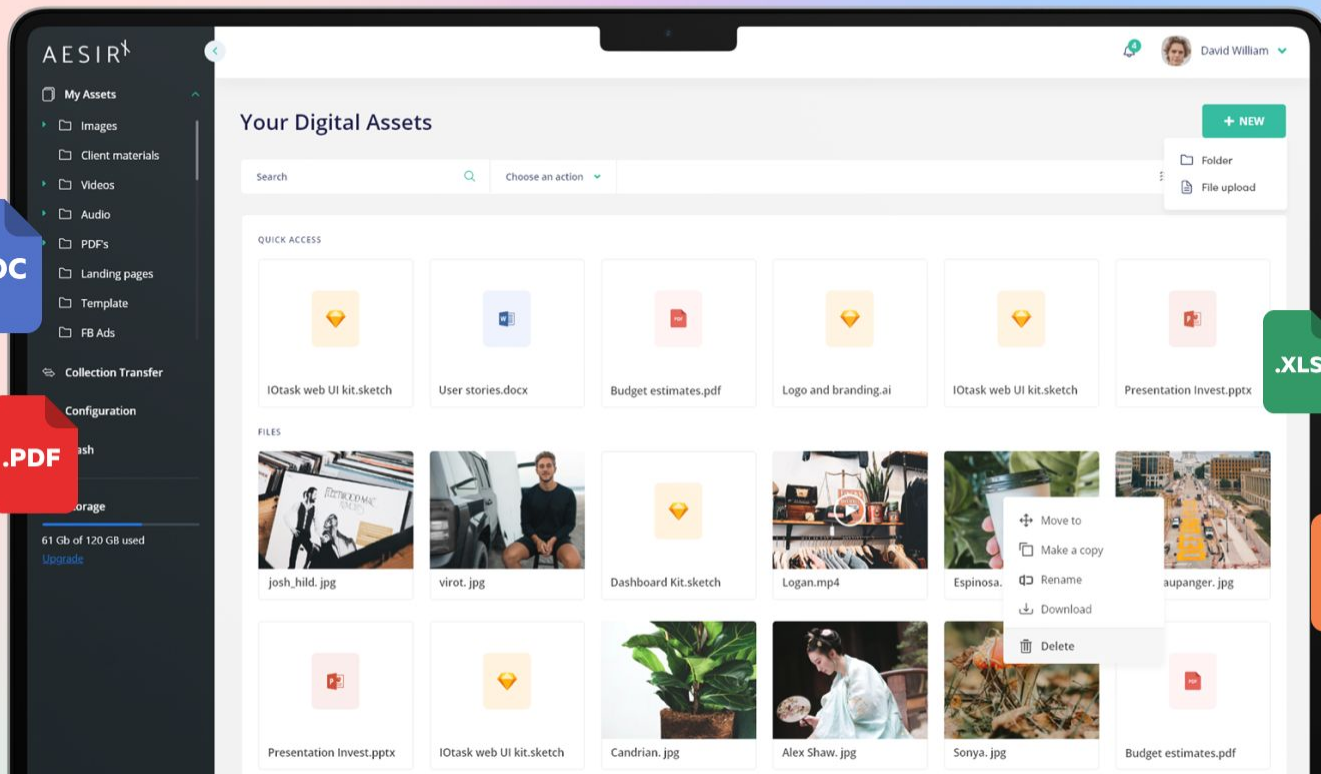 AESIRX
4
David William
My Assets
Images
Client materials
Videos
Audio
PDF's
Landing pages
Template
FB Ads
Collection Transfer
Configuration
61 Gb of 120 GB used
Upgrade
.PDF
.XLS
Your Digital Assets
+ NEW
Folder
File upload
Search
Choose an action
QUICK ACCESS
IOtask web UI kit.sketch
User stories.docx
Budget estimates.pdf
Logo and branding.ai
IOtask web UI kit.sketch
Presentation Invest.pptx
FILES
josh_hild. jpg
virot. jpg
Dashboard Kit.sketch
Logan.mp4
Espinosa.
aupanger. jpg
Move to
Make a copy
Rename
Download
Delete
Presentation Invest.pptx
IOtask web UI kit.sketch
Candrian. jpg
Alex Shaw. jpg
Sonya. jpg
Budget estimates.pdf